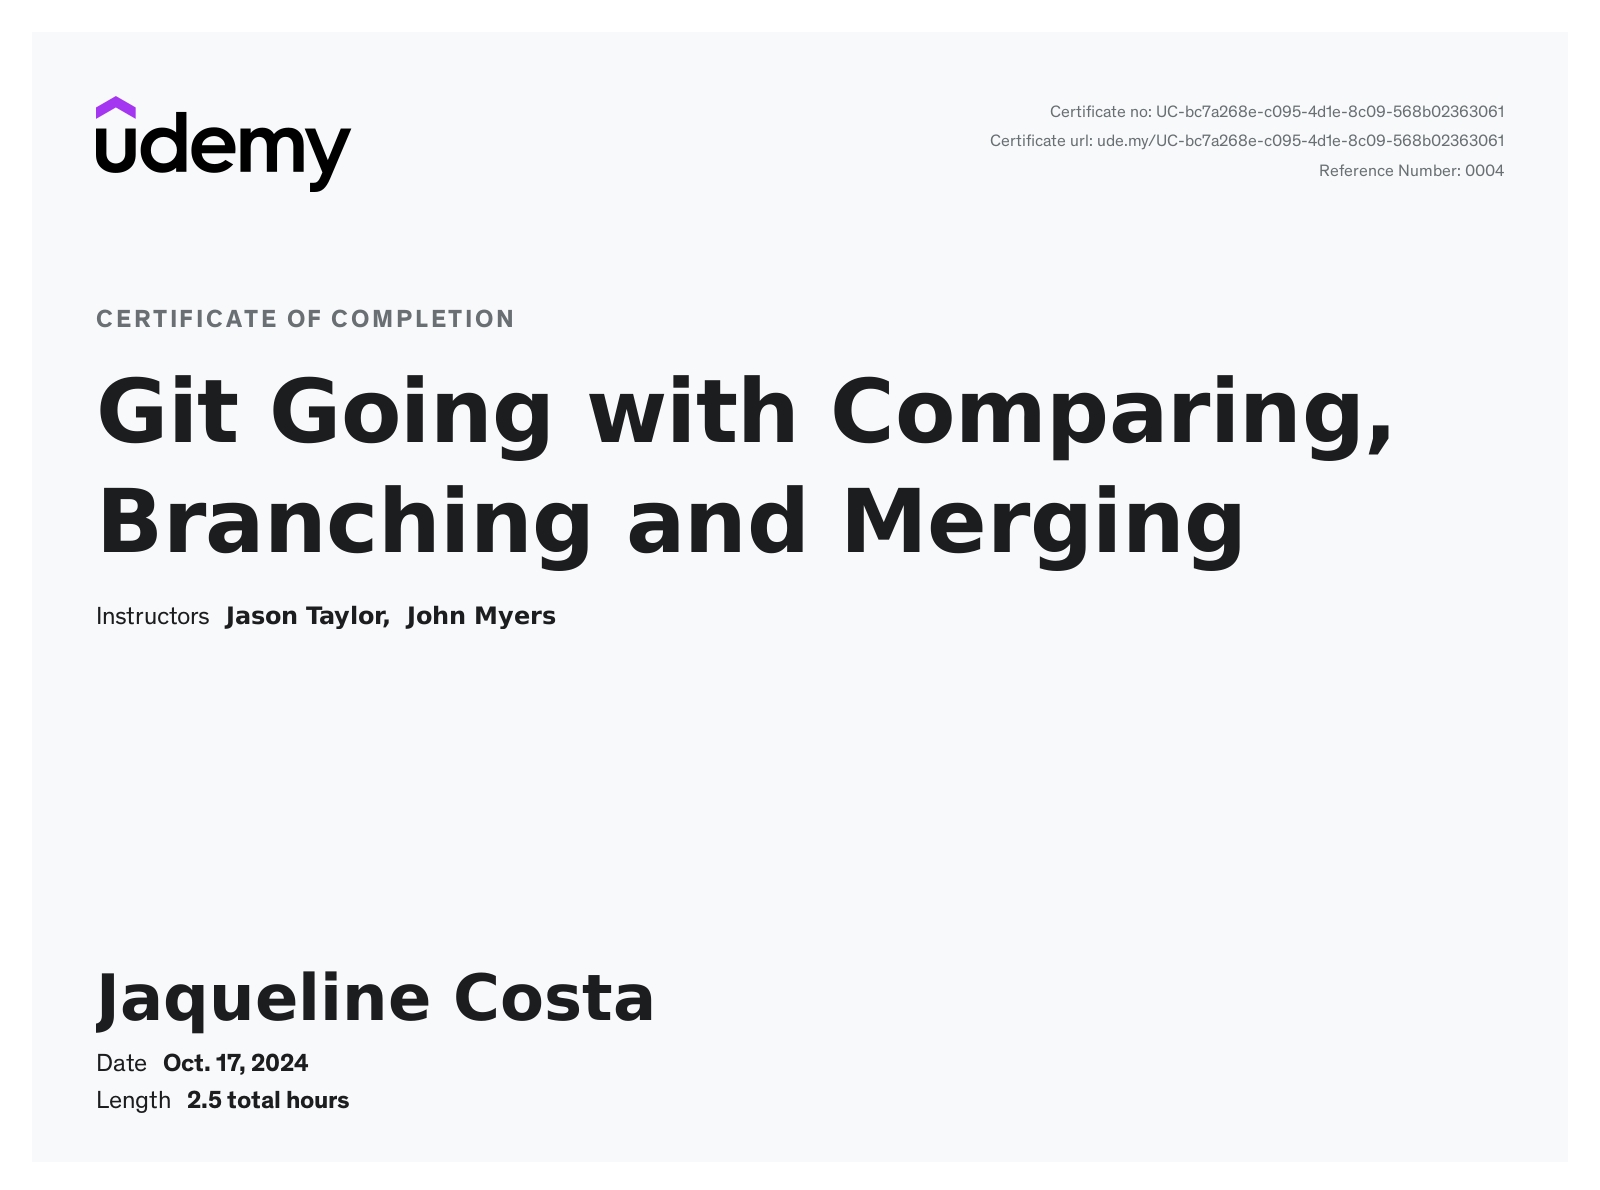 udemy
Certificate no: UC-bc7a268e-c095-4d1e-8c09-568b02363061
Certificate url: ude.my/UC-bc7a268e-c095-4d1e-8c09-568b02363061
Reference Number: 0004
CERTIFICATE OF COMPLETION
Git Going with Comparing,
Branching and Merging
Instructors Jason Taylor, John Myers
Jaqueline Costa
Date Oct. 17, 2024
Length 2.5 total hours